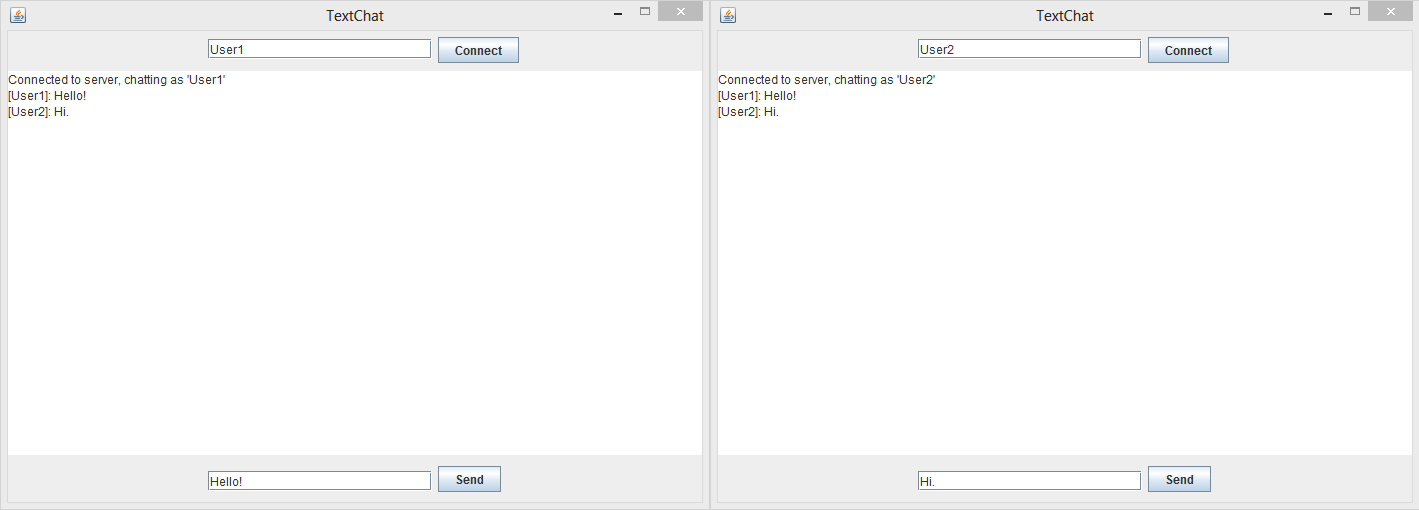 TextChat
User1
Connect
Connected to server, chatting as 'User1'
[User1]: Hello!
[User2]: Hi.
Hello!
Send
TextChat
User2
Connect
Connected to server, chatting as 'User2'
[User1]: Hello!
[User2]: Hi.
Hi.
Send